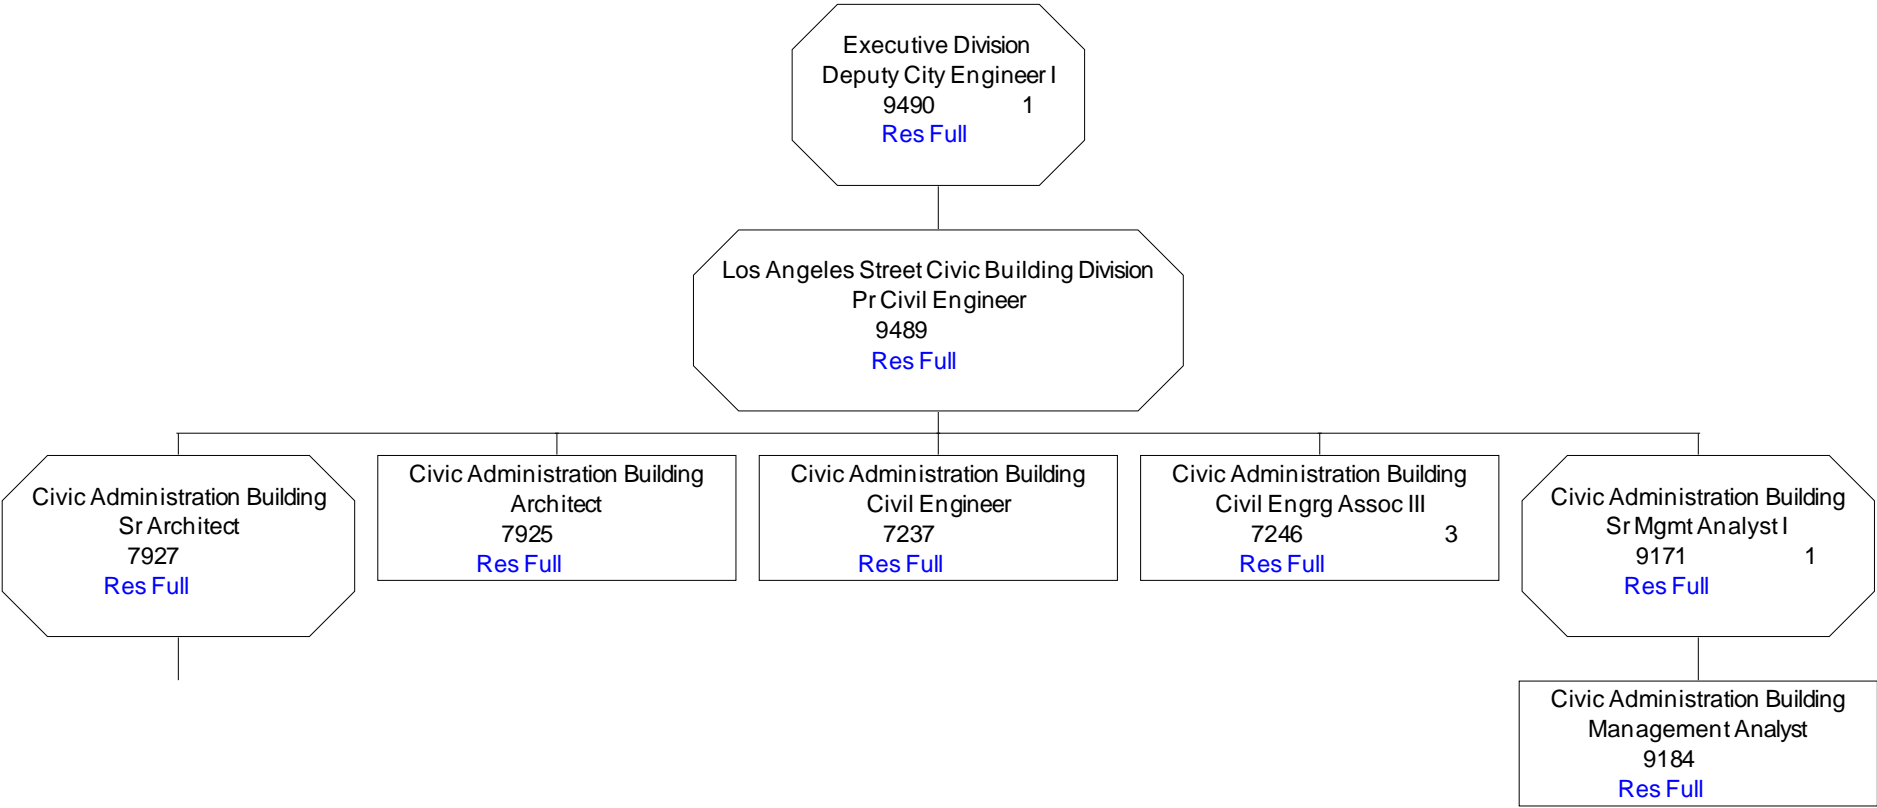 Executive Division
Deputy City Engineer I
9490 1
Res Full
Los Angeles Street Civic Building Division
Pr Civil Engineer
9489
Res Full
Civic Administration Building
Sr Architect
7927
Res Full
Civic Administration Building
Architect
7925
Res Full
Civic Administration Building
Civil Engineer
7237
Res Full
Civic Administration Building
Civil Engrg Assoc III
7246 3
Res Full
Civic Administration Building
Sr Mgmt Analyst I
9171 1
Res Full
Civic Administration Building
Management Analyst
9184
Res Full